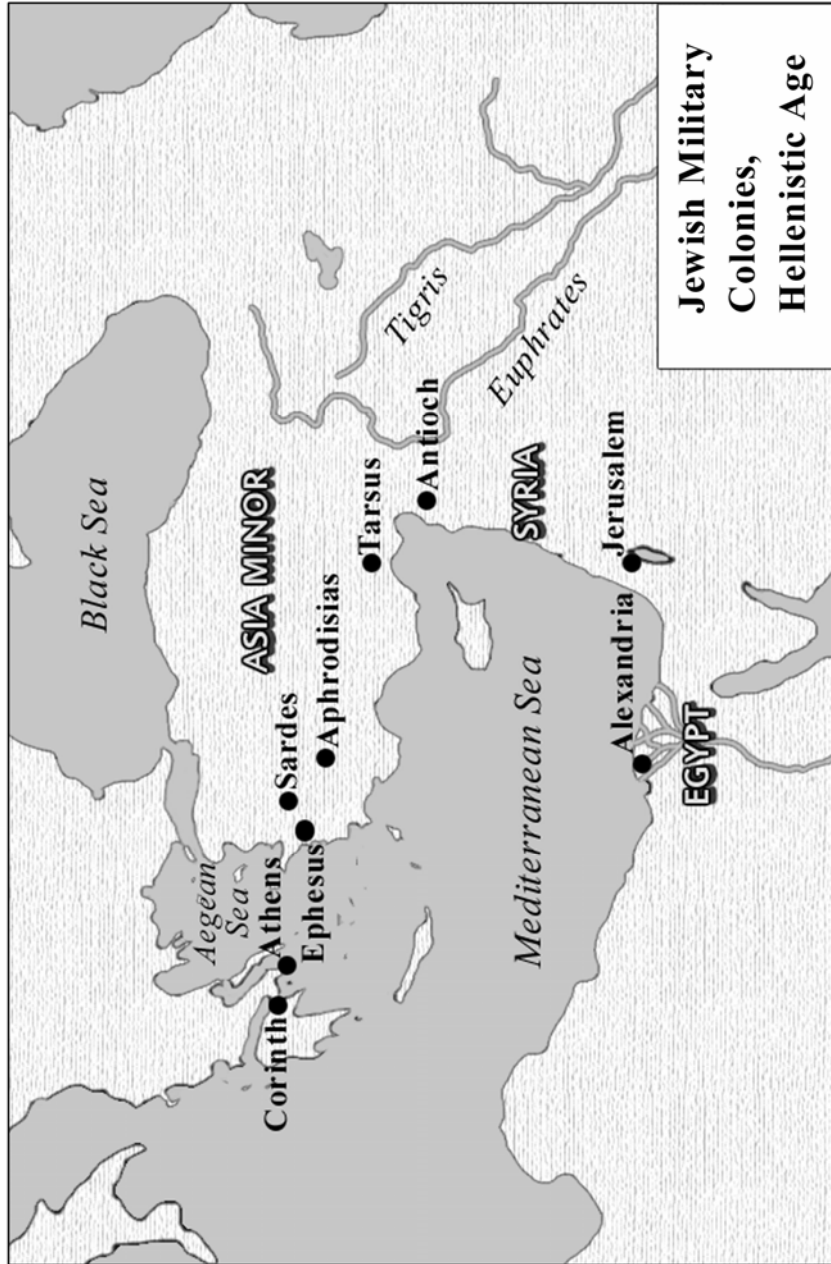 Black Sea
Aegean
Sea
ASIA MINOR
Corinth
Athens
Ephesus
Sardes
Aphrodisias
Tarsus
Antioch
Tigris
Euphrates
Mediterranean Sea
SYRIA
Alexandria
Jerusalem
EGYPT
Jewish Military
Colonies,
Hellenistic Age